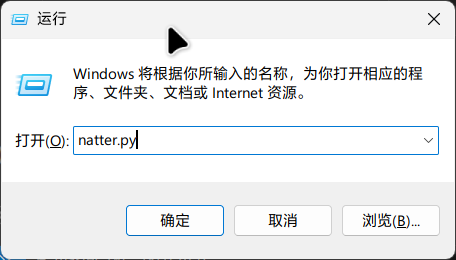 运行
Windows 将根据你所输入的名称，为你打开相应的程
序、文件夹、文档或 Internet 资源。
打开(O): natter.py
确定 取消 浏览(B)...